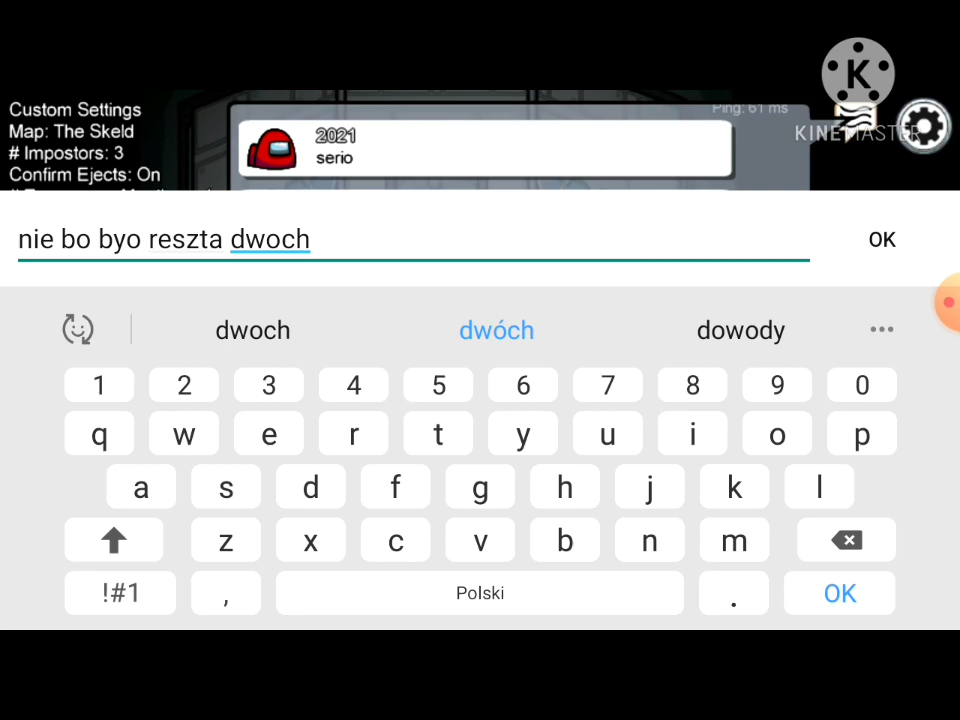 Custom Settings
Map: The Skeld
# Impostors: 3
Confirm Ejects: On
Ping: 61 ms
2021
serio
K
KINEMASTER
nie bo byo reszta dwoch
OK
dwoch dwóch dowody
1 2 3 4 5 6 7 8 9 0
q w e r t y u i o p
a s d f g h j k l
z x c v b n m
!#1 , Polski . OK